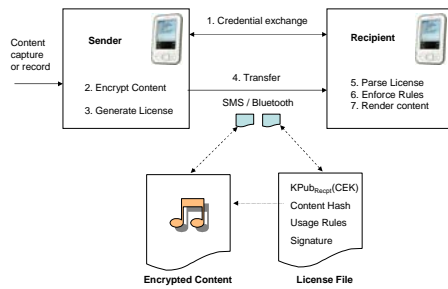 1. Credential exchange
Content
capture
or record
Sender
2. Encrypt Content
3. Generate License
4. Transfer
SMS / Bluetooth
Recipient
5. Parse License
6. Enforce Rules
7. Render content
Encrypted Content
KPubRecpt(CEK)
Content Hash
Usage Rules
Signature
License File